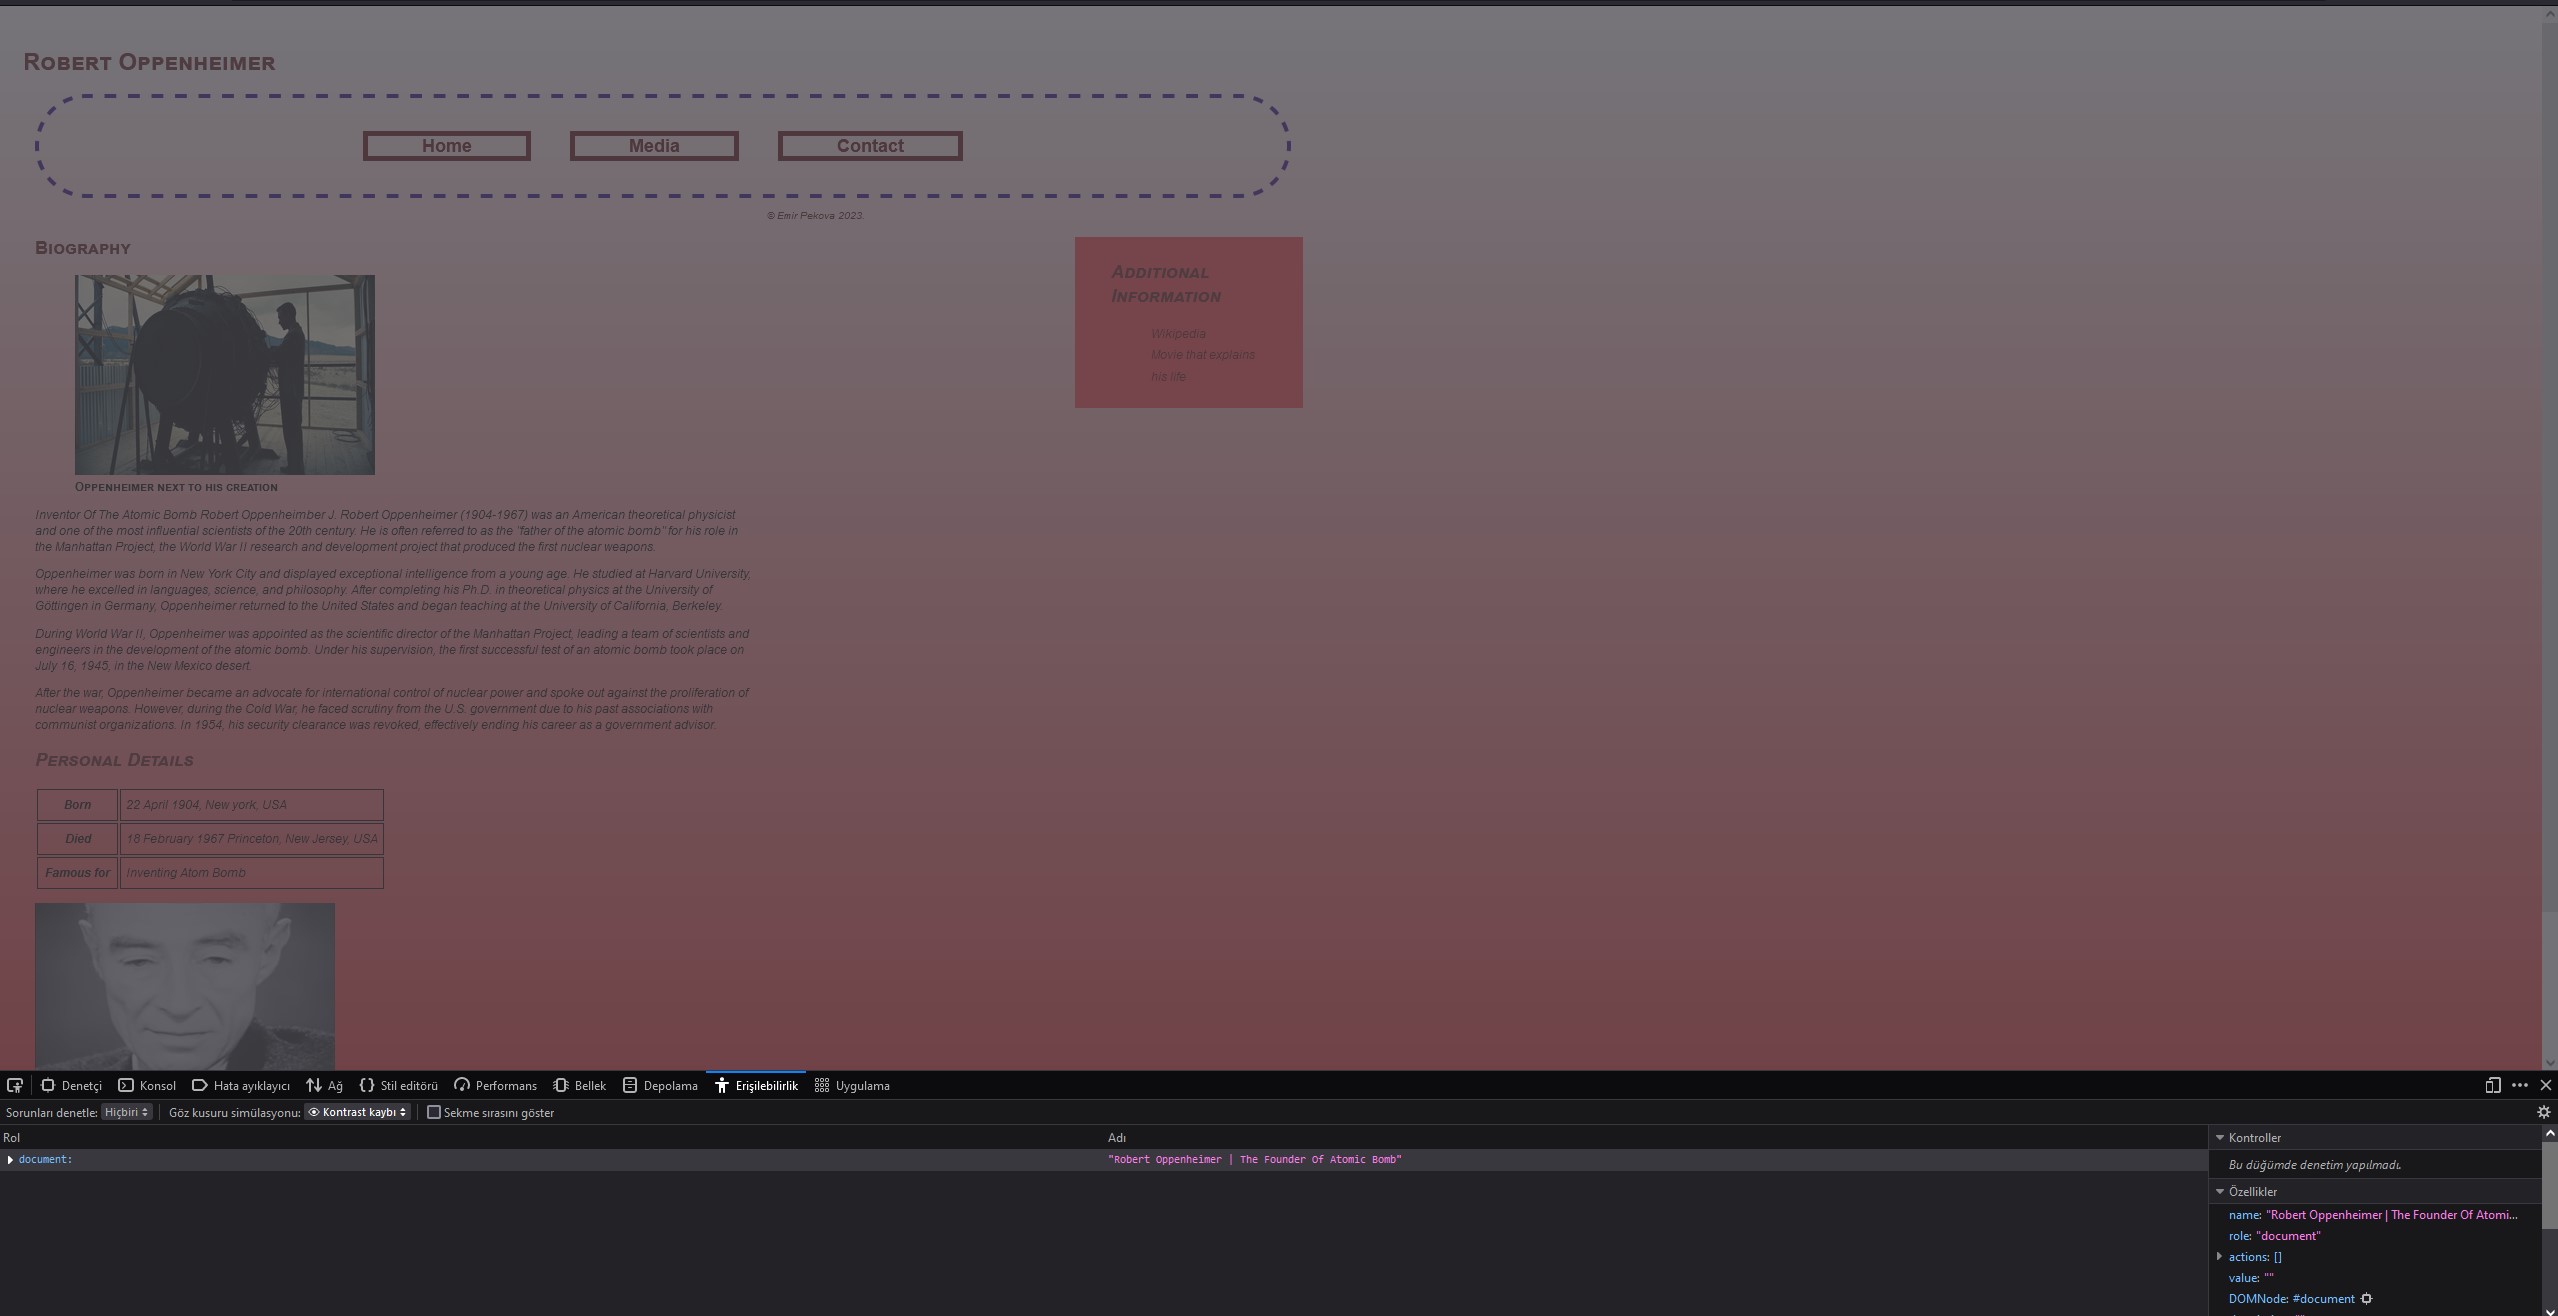 Robert Oppenheimer
Home
Media
Contact
© Emir Pekova 2023.
Biography
Oppenheimer next to his creation
Inventor Of The Atomic Bomb Robert Oppenheimber J. Robert Oppenheimer (1904-1967) was an American theoretical physicist
and one of the most influential scientists of the 20th century. He is often referred to as the "father of the atomic bomb" for his role in
the Manhattan Project, the World War II research and development project that produced the first nuclear weapons.
Oppenheimer was born in New York City and displayed exceptional intelligence from a young age. He studied at Harvard University,
where he excelled in languages, science, and philosophy. After completing his Ph.D. in theoretical physics at the University of
Göttingen in Germany, Oppenheimer returned to the United States and began teaching at the University of California, Berkeley.
During World War II, Oppenheimer was appointed as the scientific director of the Manhattan Project, leading a team of scientists and
engineers in the development of the atomic bomb. Under his supervision, the first successful test of an atomic bomb took place on
July 16, 1945, in the New Mexico desert.
After the war, Oppenheimer became an advocate for international control of nuclear power and spoke out against the proliferation of
nuclear weapons. However, during the Cold War, he faced scrutiny from the U.S. government due to his past associations with
communist organizations. In 1954, his security clearance was revoked, effectively ending his career as a government advisor.
Personal Details
Born 22 April 1904, New york, USA
Died 18 February 1967 Princeton, New Jersey, USA
Famous for Inventing Atom Bomb
Additional
Information
Wikipedia
Movie that explains
his life
Denetçi Konsol Hata ayıklayıcı Ağ Stil editörü Performans Bellek Depolama Erişilebilirlik Uygulama
Sorunları denetle: Hiçbiri Göz kusuru simülasyonu: Kontrast kaybı Sekme sırasını göster
Rol Adı
document: "Robert Oppenheimer | The Founder Of Atomic Bomb"
Kontroller
Bu düğümde denetim yapılmadı.
Özellikler
name: "Robert Oppenheimer | The Founder Of Atomi...
role: "document"
actions: []
value: ""
DOMNode: #document